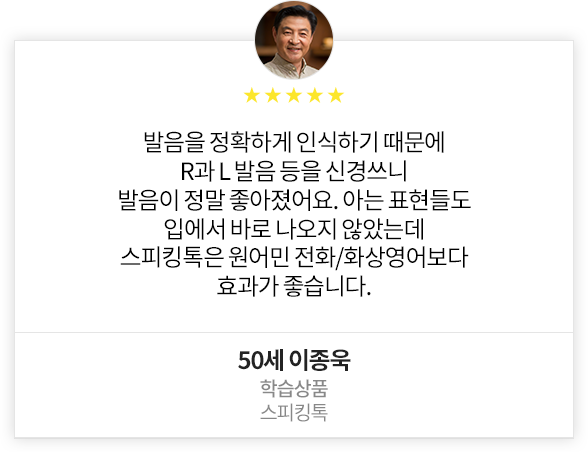 발음을 정확하게 인식하기 때문에
R과 L 발음 등을 신경쓰니
발음이 정말 좋아졌어요. 아는 표현들도
입에서 바로 나오지 않았는데
스피킹톡은 원어민 전화/화상영어보다
효과가 좋습니다.
50세 이종욱
학습상품
스피킹톡